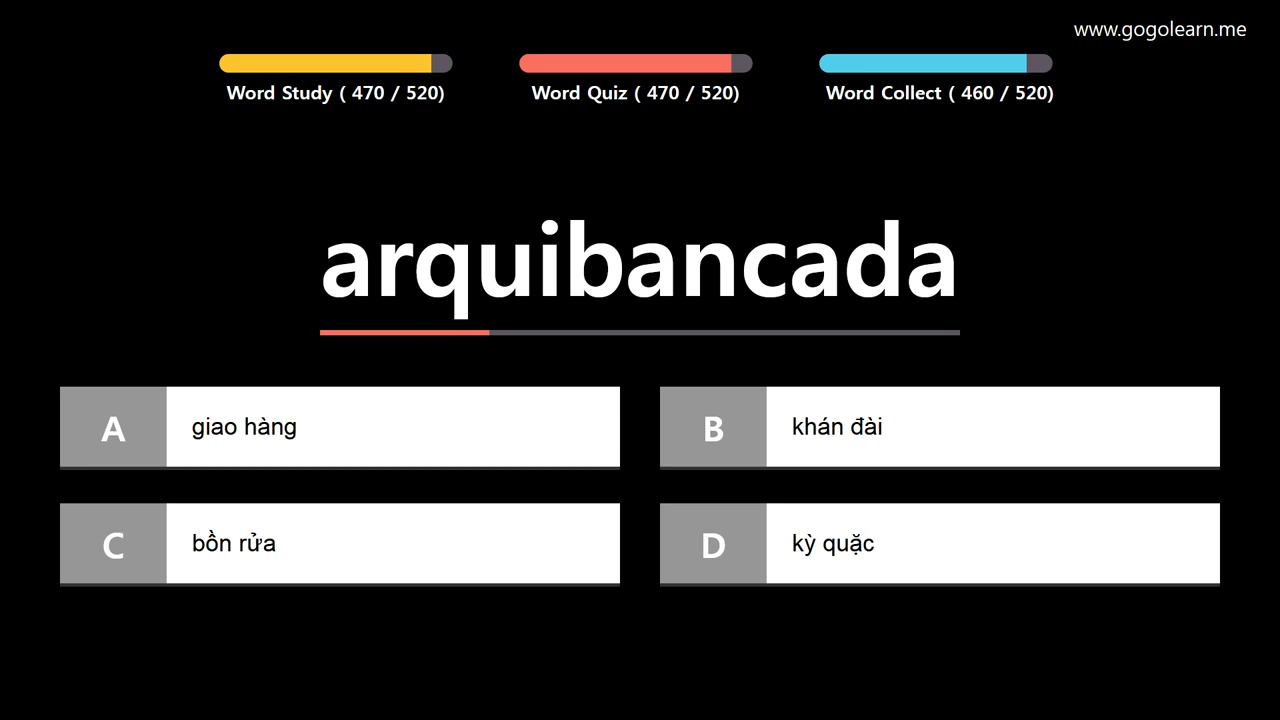 www.gogolearn.me
Word Study ( 470 / 520)
Word Quiz ( 470 / 520)
Word Collect ( 460 / 520)
arquibancada
A
giao hàng
B
khán đài
C
bồn rửa
D
kỳ quặc